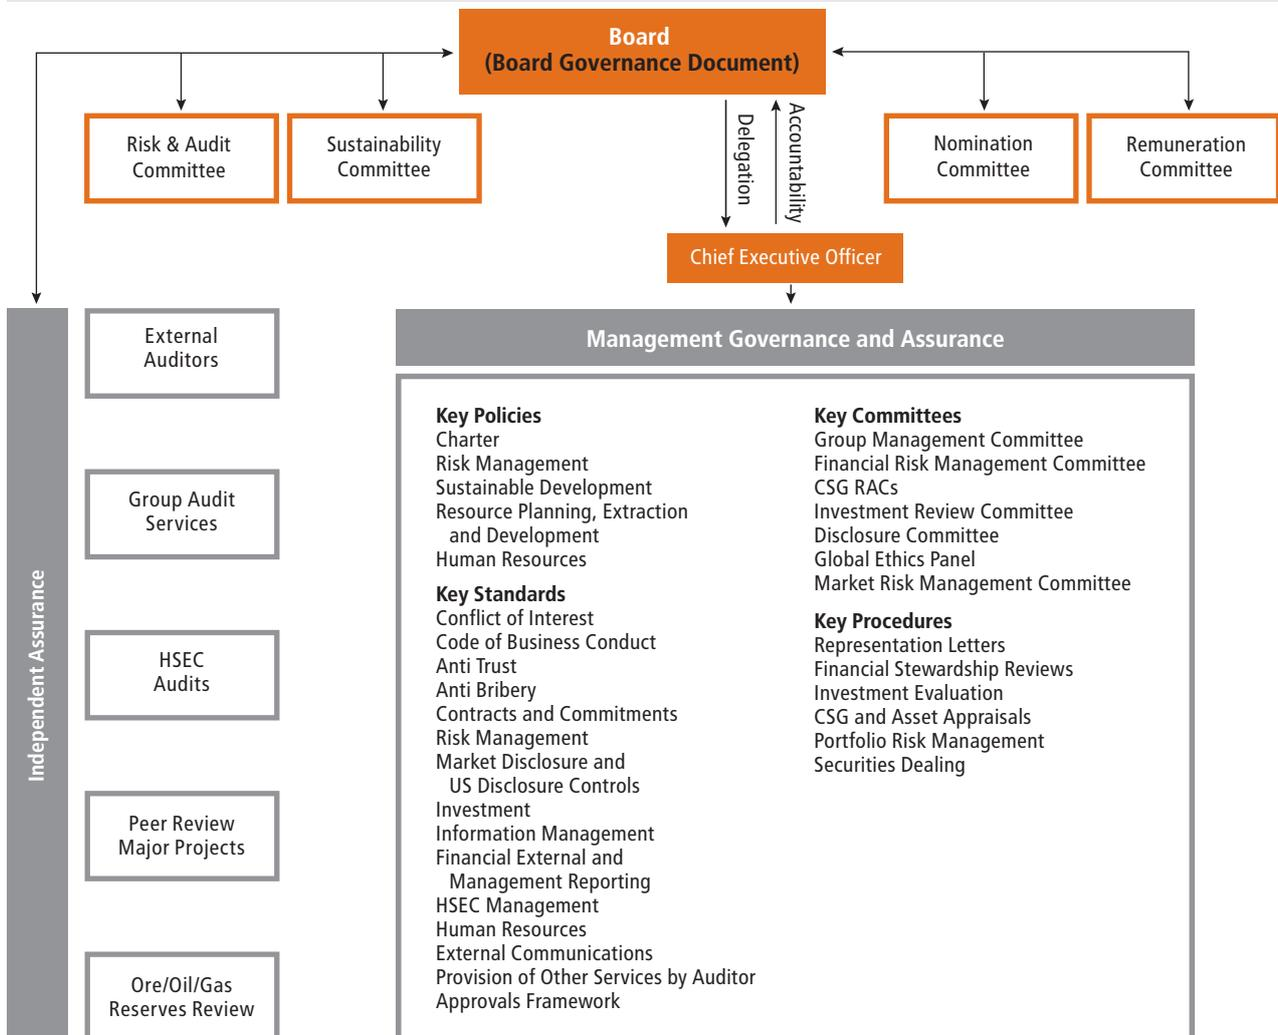 Board
(Board Governance Document)
Risk & Audit
Committee
Sustainability
Committee
Delegation
Accountability
Nomination
Committee
Remuneration
Committee
Chief Executive Officer
Independent Assurance
External
Auditors
Group Audit
Services
HSEC
Audits
Peer Review
Major Projects
Ore/Oil/Gas
Reserves Review
Management Governance and Assurance
Key Policies
Charter
Risk Management
Sustainable Development
Resource Planning, Extraction
and Development
Human Resources
Key Standards
Conflict of Interest
Code of Business Conduct
Anti Trust
Anti Bribery
Contracts and Commitments
Risk Management
Market Disclosure and
US Disclosure Controls
Investment
Information Management
Financial External and
Management Reporting
HSEC Management
Human Resources
External Communications
Provision of Other Services by Auditor
Approvals Framework
Key Committees
Group Management Committee
Financial Risk Management Committee
CSG RACs
Investment Review Committee
Disclosure Committee
Global Ethics Panel
Market Risk Management Committee
Key Procedures
Representation Letters
Financial Stewardship Reviews
Investment Evaluation
CSG and Asset Appraisals
Portfolio Risk Management
Securities Dealing